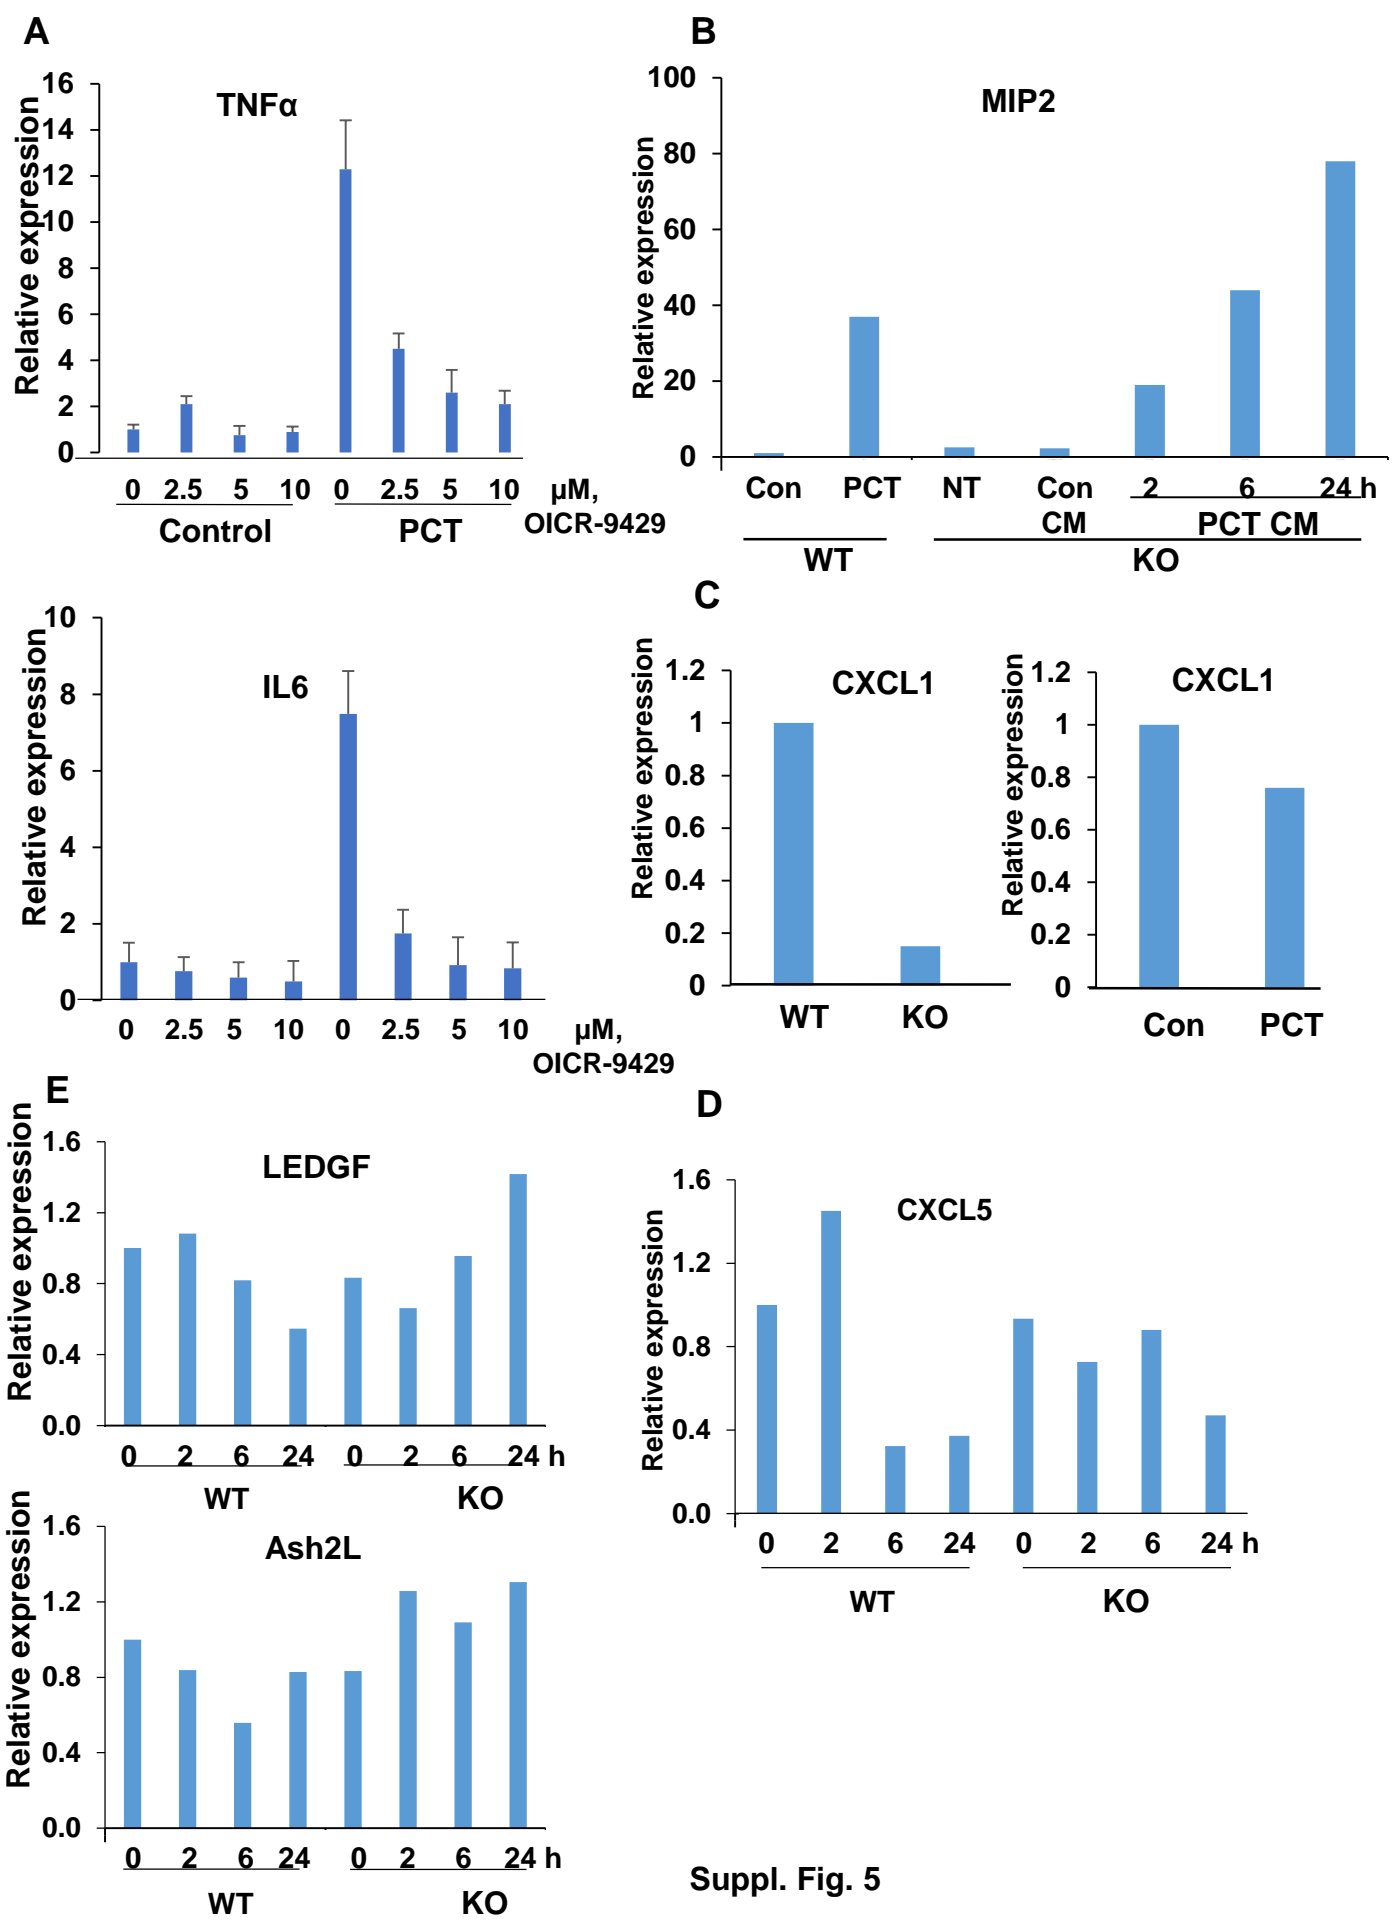 A
Relative expression
16
14
12
10
8
6
4
2
0
TNFα
0 2.5 5 10 0 2.5 5 10 µM,
OICR-9429
Control PCT
Relative expression
10
8
6
4
2
0
IL6
0 2.5 5 10 0 2.5 5 10 µM,
OICR-9429
B
Relative expression
100
80
60
40
20
0
MIP2
Con PCT NT Con 2 6 24 h
CM PCT CM
WT KO
C
Relative expression
1.2
1
0.8
0.6
0.4
0.2
0
CXCL1
WT KO
Relative expression
1.2
1
0.8
0.6
0.4
0.2
0
CXCL1
Con PCT
E
Relative expression
1.6
1.2
0.8
0.4
0.0
LEDGF
0 2 6 24 0 2 6 24 h
WT KO
Relative expression
1.6
1.2
0.8
0.4
0.0
Ash2L
0 2 6 24 0 2 6 24 h
WT KO
D
Relative expression
1.6
1.2
0.8
0.4
0.0
CXCL5
0 2 6 24 0 2 6 24 h
WT KO
Suppl. Fig. 5